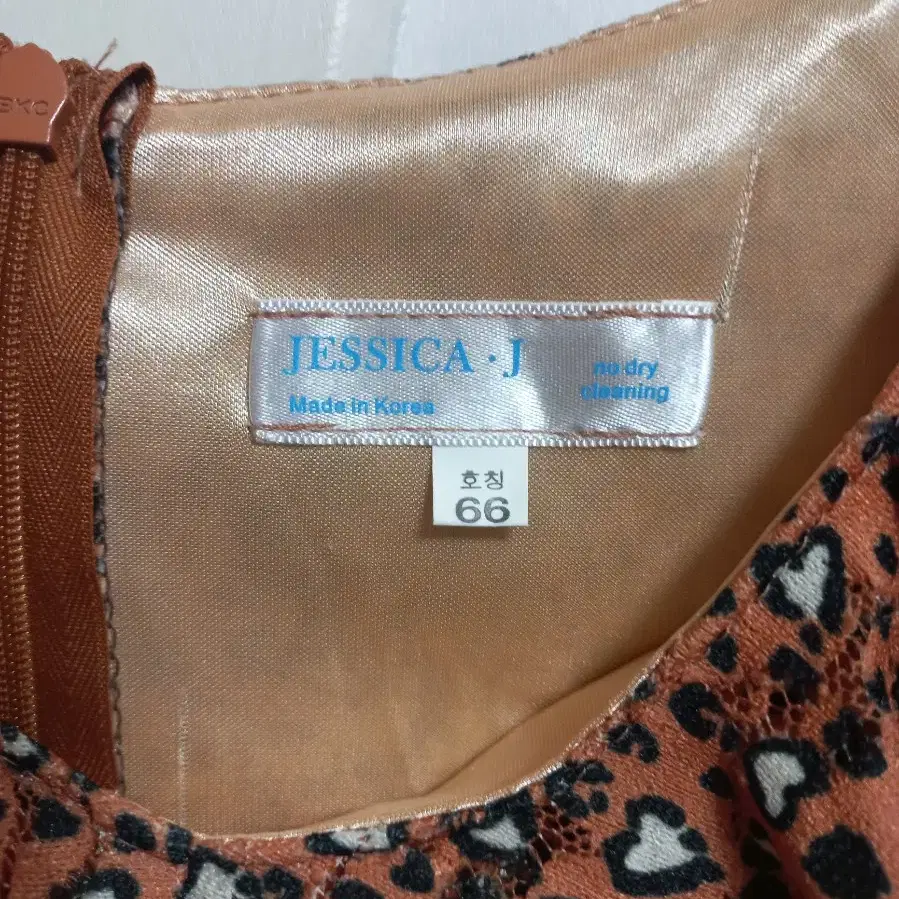 JESSICA · J
no dry
cleaning
Made in Korea
호칭
66